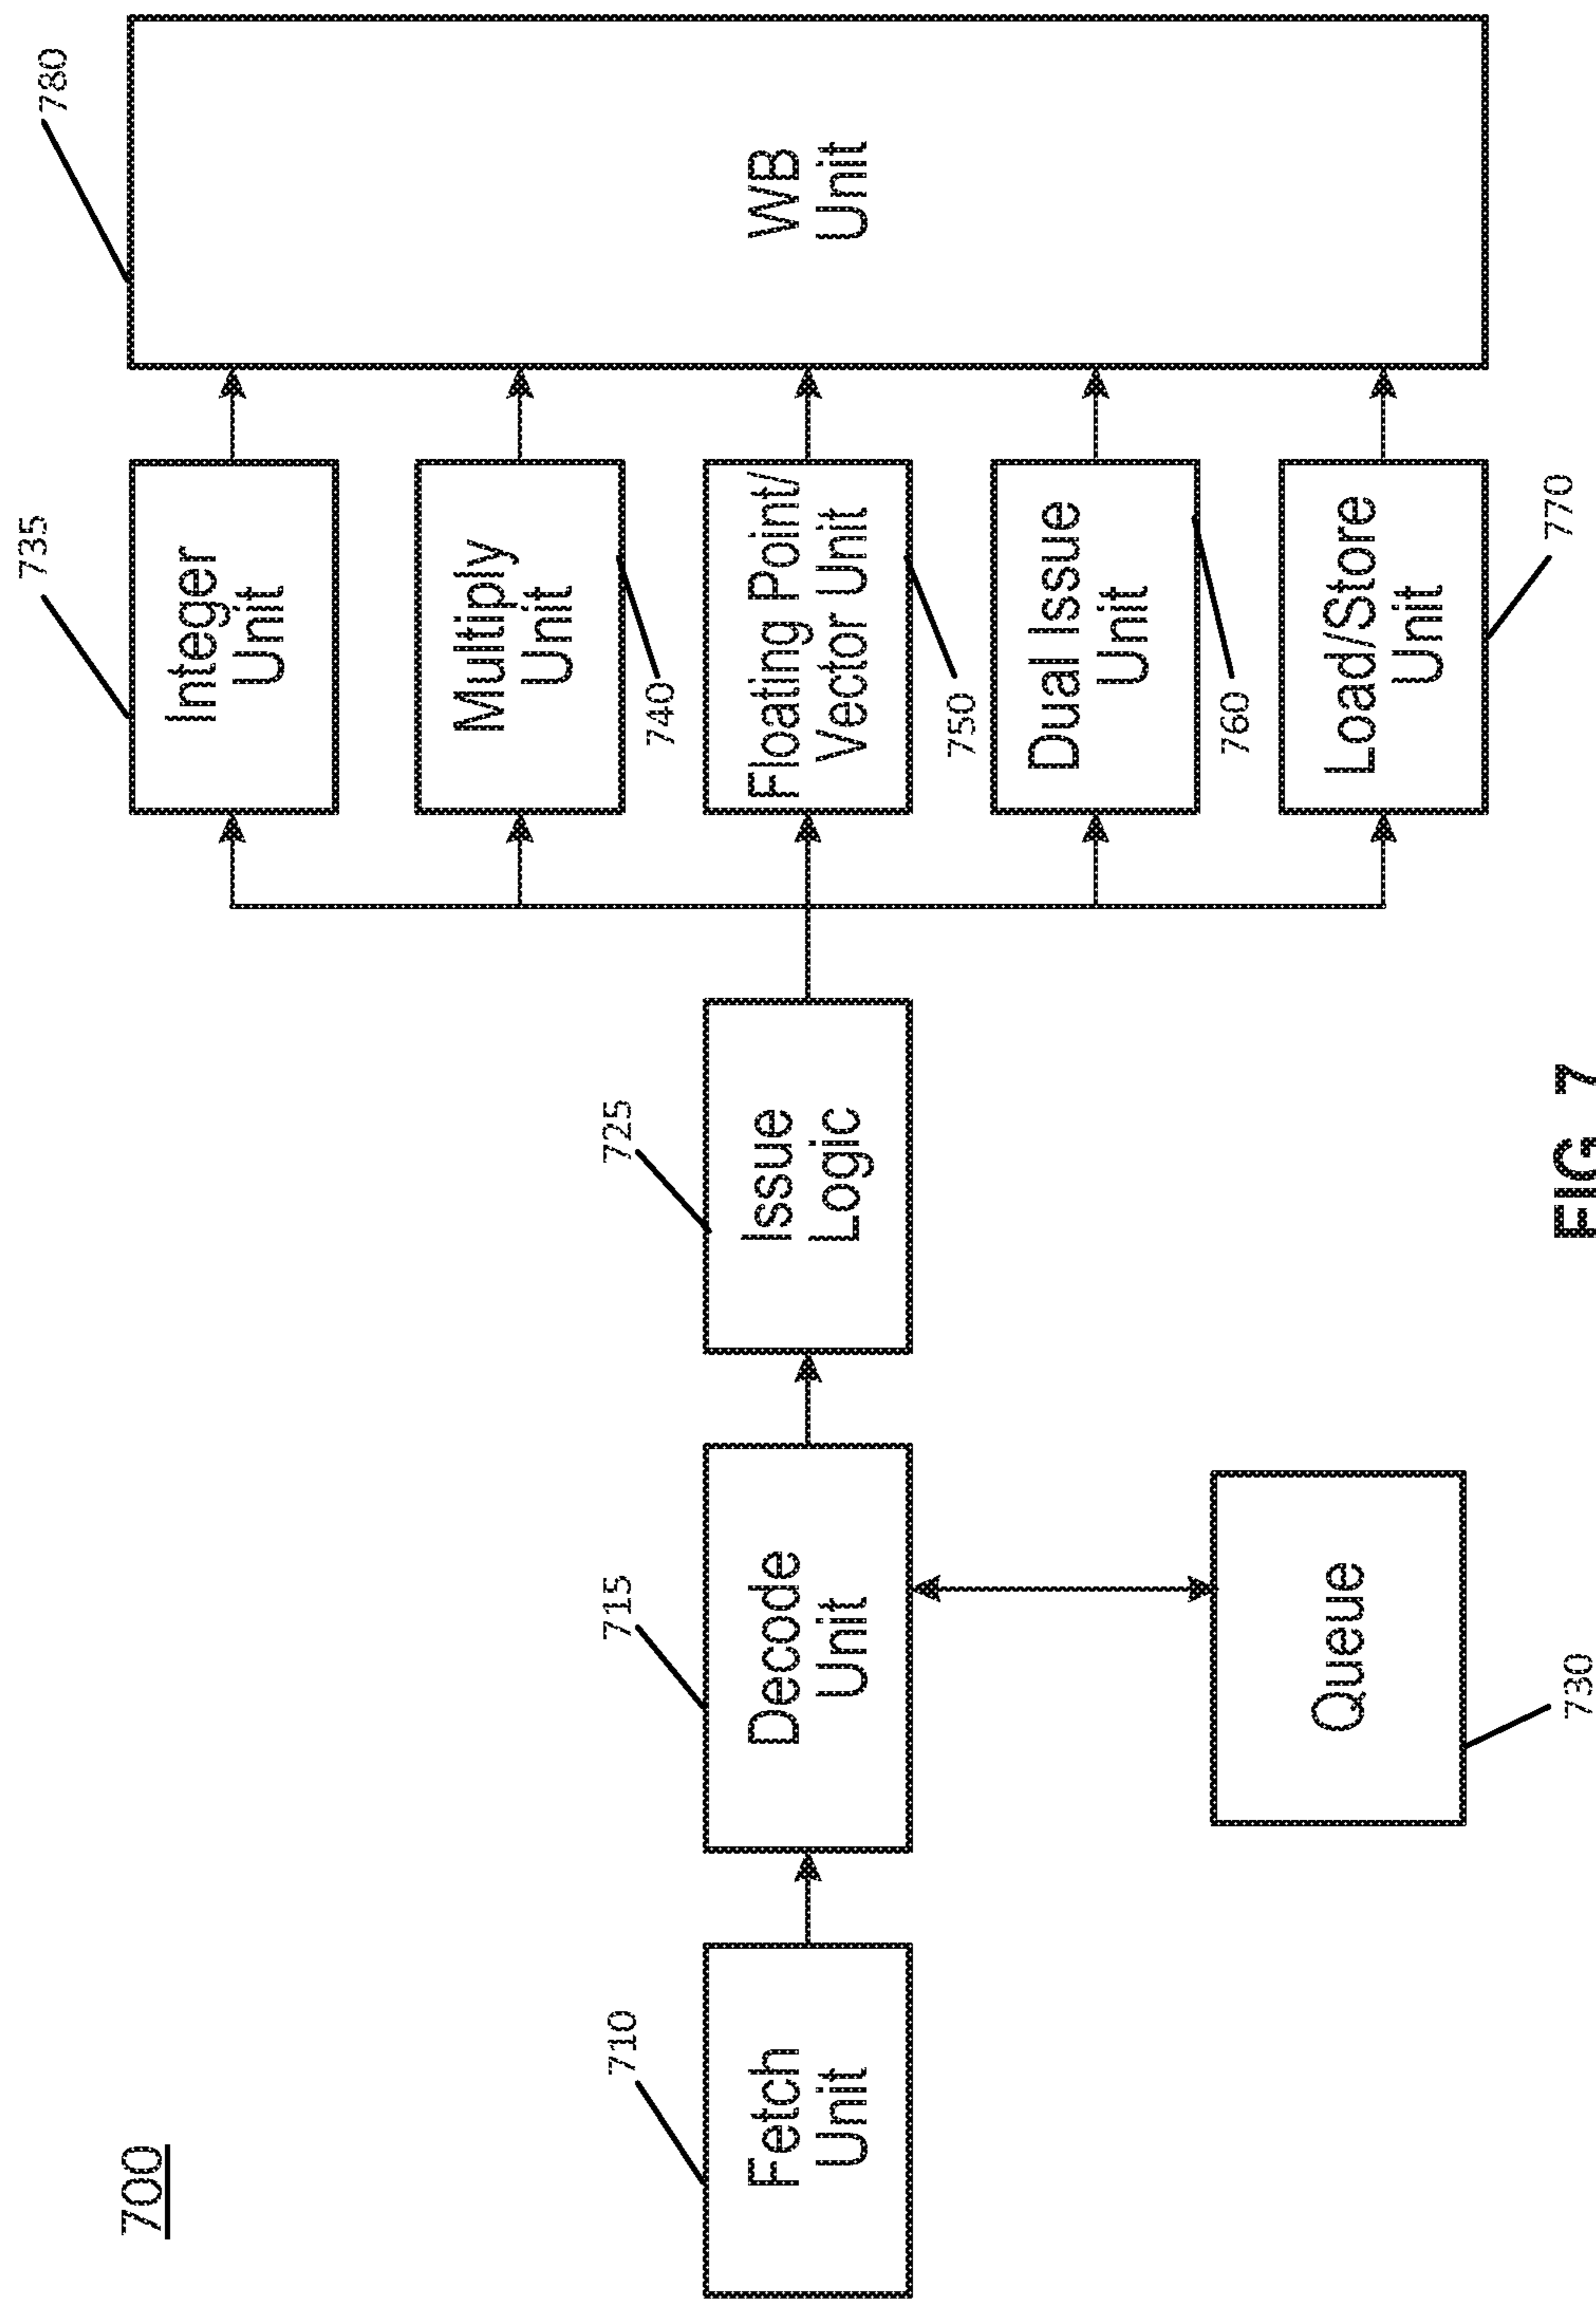 700
710
Fetch
Unit
715
Decode
Unit
Queue
730
725
Issue
Logic
735
Integer
Unit
Multiply
Unit
740
Floating Point/
Vector Unit
750
Dual Issue
Unit
760
Load/Store
Unit
770
780
WB
Unit
FIG. 7